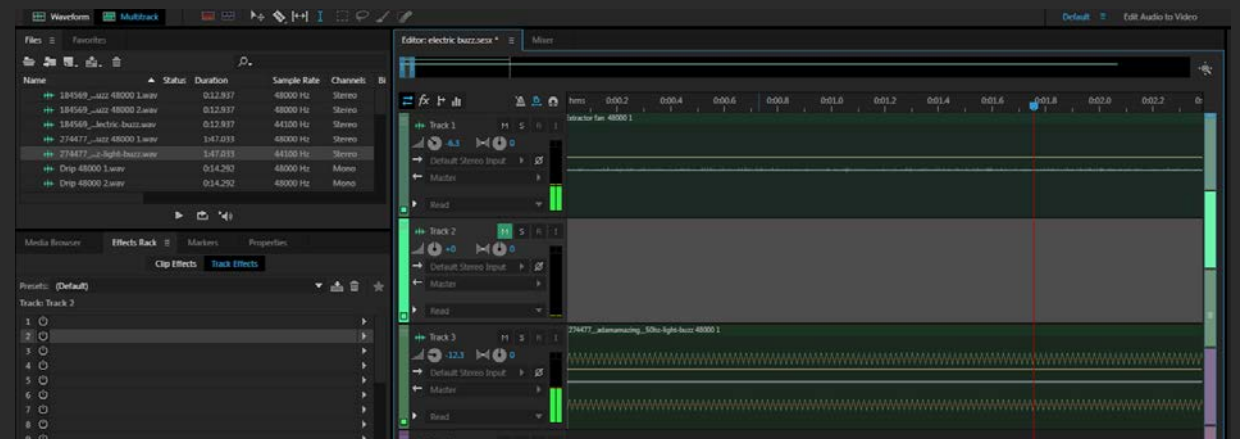 Waveform Multitrack Default Edit Audio to Video
Files Favorites
Name Status Duration Sample Rate Channels Bi
184569_...uzz 48000 1.wav 0:12.937 48000 Hz Stereo
184569_...uzz 48000 2.wav 0:12.937 48000 Hz Stereo
184569_...lectric-buzz.wav 0:12.937 44100 Hz Stereo
274477_...uzz 48000 1.wav 1:47.033 48000 Hz Stereo
274477_...z-light-buzz.wav 1:47.033 44100 Hz Stereo
Drip 48000 1.wav 0:14.292 48000 Hz Mono
Drip 48000 2.wav 0:14.292 48000 Hz Mono
Media Browser Effects Rack Markers Properties
Clip Effects Track Effects
Presets: (Default)
Track: Track 2
1
2
3
4
5
6
7
8
Editor: electric buzz.sesx * Mixer
fx
hms 0:00.2 0:00.4 0:00.6 0:00.8 0:01.0 0:01.2 0:01.4 0:01.6 0:01.8 0:02.0 0:02.2
Track 1 M S R I
-6.3 0
Default Stereo Input
Master
Read
Extractor fan 48000 1
Track 2 M S R I
+0 0
Default Stereo Input
Master
Read
Track 3 M S R I
-12.3 0
Default Stereo Input
Master
Read
274477__adamamazing__50hz-light-buzz 48000 1